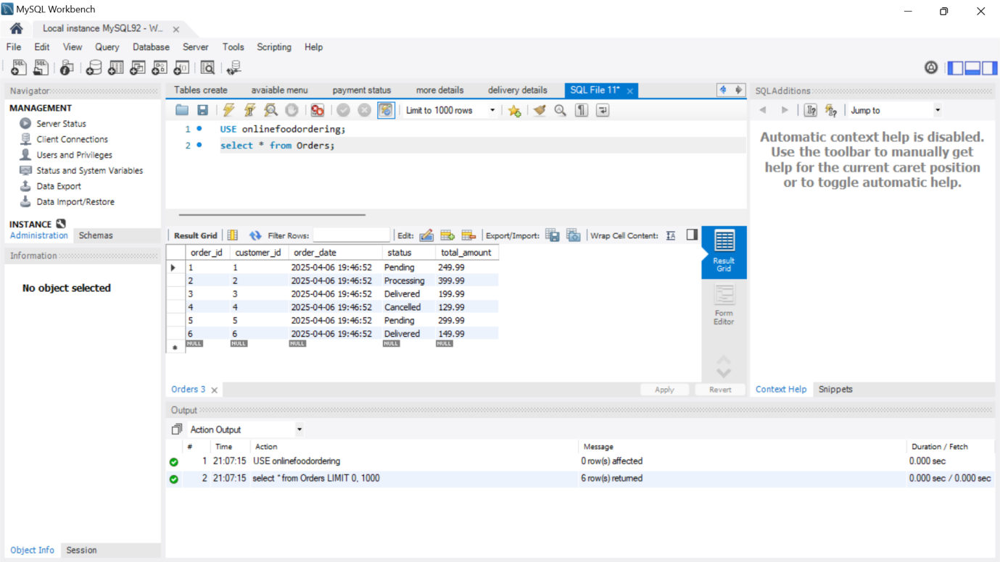 MySQL Workbench
Local instance MySQL92 - W...
File Edit View Query Database Server Tools Scripting Help
Navigator
MANAGEMENT
Server Status
Client Connections
Users and Privileges
Status and System Variables
Data Export
Data Import/Restore
INSTANCE
Administration Schemas
Information
No object selected
Object Info Session
Tables create avaiable menu payment status more details delivery details SQL File 11*
Limit to 1000 rows
1 USE onlinefoodordering;
2 select * from Orders;
Result Grid Filter Rows: Edit: Export/Import: Wrap Cell Content:
order_id customer_id order_date status total_amount
1 1 2025-04-06 19:46:52 Pending 249.99
2 2 2025-04-06 19:46:52 Processing 399.99
3 3 2025-04-06 19:46:52 Delivered 199.99
4 4 2025-04-06 19:46:52 Cancelled 129.99
5 5 2025-04-06 19:46:52 Pending 299.99
6 6 2025-04-06 19:46:52 Delivered 149.99
NULL NULL NULL NULL NULL
Result
Grid
Form
Editor
Orders 3 Apply Revert
SQLAdditions
Jump to
Automatic context help is disabled.
Use the toolbar to manually get
help for the current caret position
or to toggle automatic help.
Context Help Snippets
Output
Action Output
# Time Action Message Duration / Fetch
1 21:07:15 USE onlinefoodordering 0 row(s) affected 0.000 sec
2 21:07:15 select * from Orders LIMIT 0, 1000 6 row(s) returned 0.000 sec / 0.000 sec